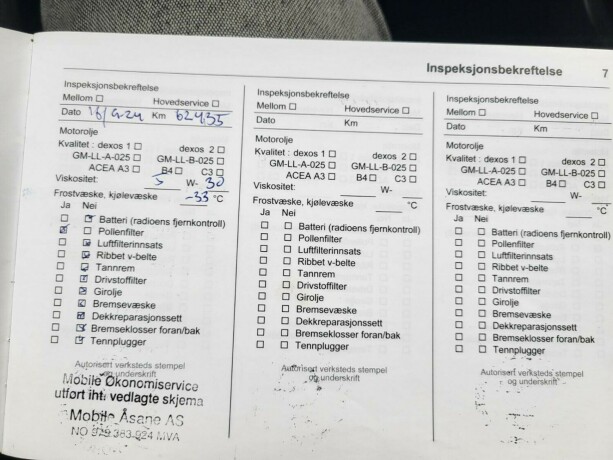 Inspeksjonsbekreftelse 7
Inspeksjonsbekreftelse
Mellom ☐ Hovedservice ☐
Dato 16/9-24 Km 62435
Motorolje
Kvalitet : dexos 1 ☐ dexos 2 ☐
GM-LL-A-025 ☐ GM-LL-B-025 ☐
ACEA A3 ☐ B4 ☐ C3 ☐
Viskositet: 5 W- 30
Frostvæske, kjølevæske -33 °C
Ja Nei
☐ ☑ Batteri (radioens fjernkontroll)
☑ ☐ Pollenfilter
☐ ☑ Luftfilterinnsats
☐ ☑ Ribbet v-belte
☐ ☑ Tannrem
☐ ☑ Drivstoffilter
☐ ☑ Girolje
☐ ☑ Bremsevæske
☐ ☑ Dekkreparasjonssett
☐ ☑ Bremseklosser foran/bak
☐ ☑ Tennplugger
Autorisert verksteds stempel
og underskrift
Mobile Økonomiservice
utført iht. vedlagte skjema
Mobile Åsane AS
NO 929 363 924 MVA
Inspeksjonsbekreftelse
Mellom ☐ Hovedservice ☐
Dato Km
Motorolje
Kvalitet : dexos 1 ☐ dexos 2 ☐
GM-LL-A-025 ☐ GM-LL-B-025 ☐
ACEA A3 ☐ B4 ☐ C3 ☐
Viskositet: W-
Frostvæske, kjølevæske °C
Ja Nei
☐ ☐ Batteri (radioens fjernkontroll)
☐ ☐ Pollenfilter
☐ ☐ Luftfilterinnsats
☐ ☐ Ribbet v-belte
☐ ☐ Tannrem
☐ ☐ Drivstoffilter
☐ ☐ Girolje
☐ ☐ Bremsevæske
☐ ☐ Dekkreparasjonssett
☐ ☐ Bremseklosser foran/bak
☐ ☐ Tennplugger
Autorisert verksteds stempel
og underskrift
Inspeksjonsbekreftelse
Mellom ☐ Hovedservice ☐
Dato Km
Motorolje
Kvalitet : dexos 1 ☐ dexos 2 ☐
GM-LL-A-025 ☐ GM-LL-B-025 ☐
ACEA A3 ☐ B4 ☐ C3 ☐
Viskositet: W-
Frostvæske, kjølevæske °C
Ja Nei
☐ ☐ Batteri (radioens fjernkontroll)
☐ ☐ Pollenfilter
☐ ☐ Luftfilterinnsats
☐ ☐ Ribbet v-belte
☐ ☐ Tannrem
☐ ☐ Drivstoffilter
☐ ☐ Girolje
☐ ☐ Bremsevæske
☐ ☐ Dekkreparasjonssett
☐ ☐ Bremseklosser foran/bak
☐ ☐ Tennplugger
Autorisert verksteds stempel
og underskrift